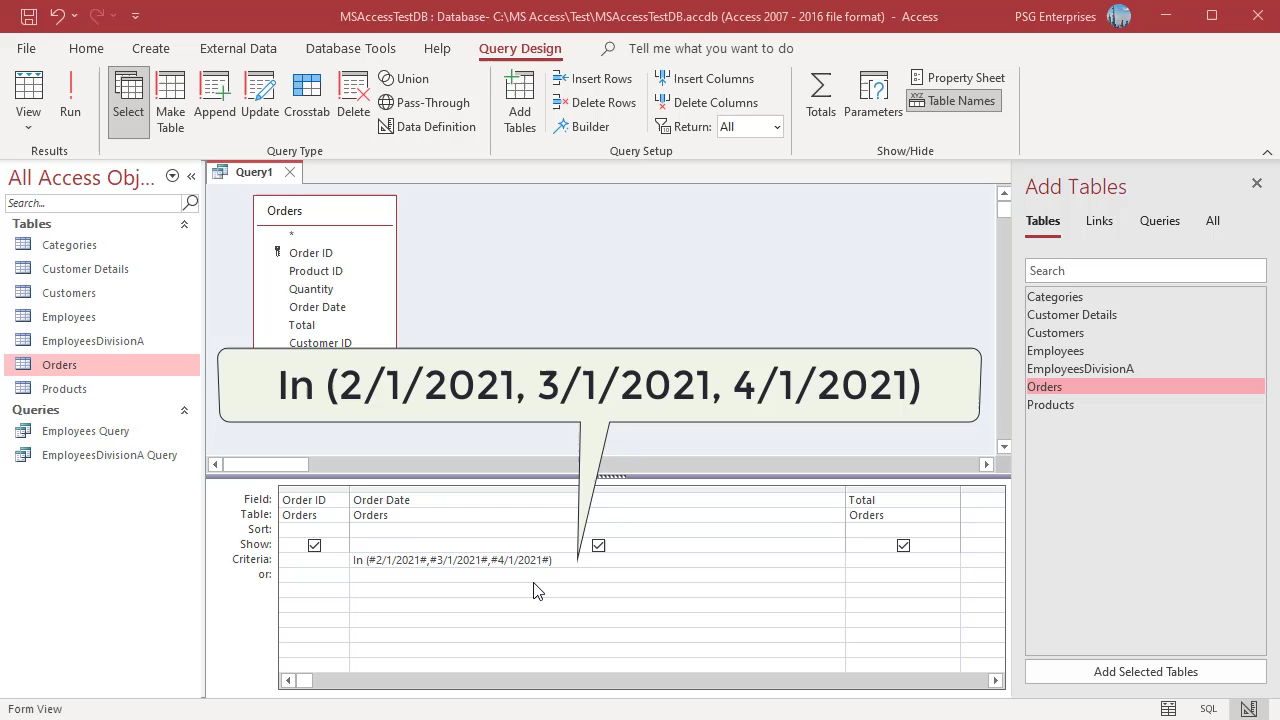 MSAccessTestDB : Database- C:\MS Access\Test\MSAccessTestDB.accdb (Access 2007 - 2016 file format) - Access
PSG Enterprises
File Home Create External Data Database Tools Help Query Design Tell me what you want to do
View
Run
Results
Select
Make Table
Append
Update
Crosstab
Delete
Union
Pass-Through
Data Definition
Query Type
Add Tables
Insert Rows
Delete Rows
Builder
Insert Columns
Delete Columns
Return: All
Query Setup
Totals
Parameters
Property Sheet
XYZ Table Names
Show/Hide
All Access Obj...
Search...
Tables
Categories
Customer Details
Customers
Employees
EmployeesDivisionA
Orders
Products
Queries
Employees Query
EmployeesDivisionA Query
Query1
Orders
*
Order ID
Product ID
Quantity
Order Date
Total
Customer ID
In (2/1/2021, 3/1/2021, 4/1/2021)
Field: Order ID Order Date Total
Table: Orders Orders Orders
Sort:
Show:
Criteria: In (#2/1/2021#,#3/1/2021#,#4/1/2021#)
or:
Add Tables
Tables Links Queries All
Search
Categories
Customer Details
Customers
Employees
EmployeesDivisionA
Orders
Products
Add Selected Tables
Form View
SQL